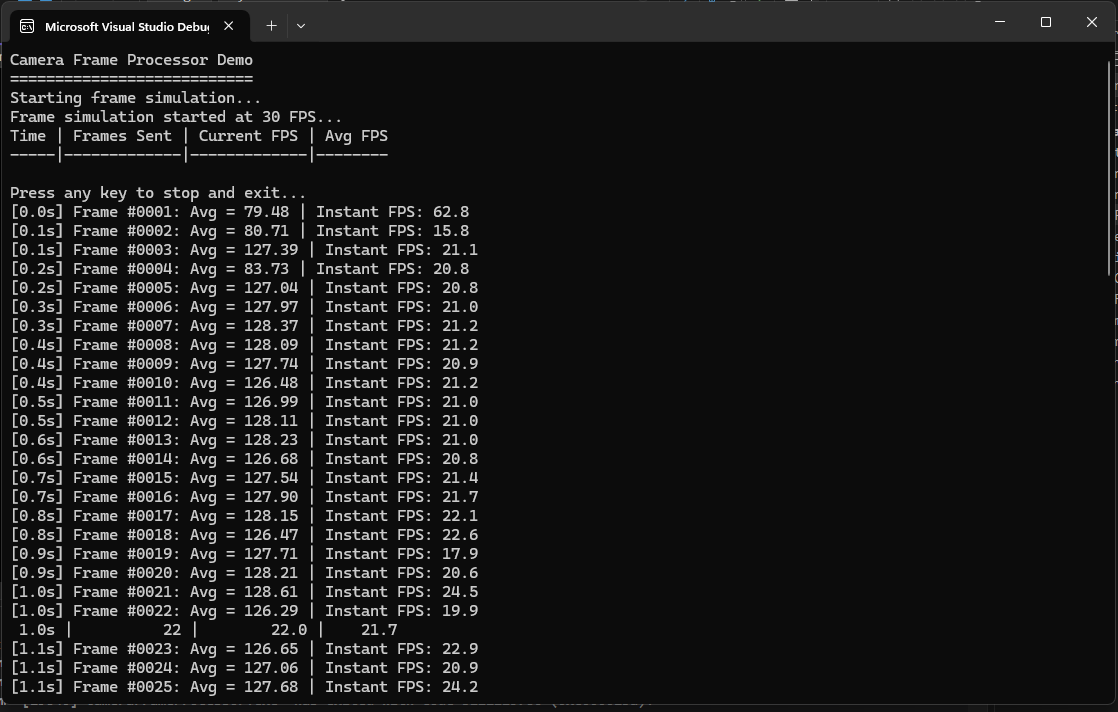 Microsoft Visual Studio Debug
Camera Frame Processor Demo
===========================
Starting frame simulation...
Frame simulation started at 30 FPS...
Time | Frames Sent | Current FPS | Avg FPS
-----|-------------|-------------|--------
Press any key to stop and exit...
[0.0s] Frame #0001: Avg = 79.48 | Instant FPS: 62.8
[0.1s] Frame #0002: Avg = 80.71 | Instant FPS: 15.8
[0.1s] Frame #0003: Avg = 127.39 | Instant FPS: 21.1
[0.2s] Frame #0004: Avg = 83.73 | Instant FPS: 20.8
[0.2s] Frame #0005: Avg = 127.04 | Instant FPS: 20.8
[0.3s] Frame #0006: Avg = 127.97 | Instant FPS: 21.0
[0.3s] Frame #0007: Avg = 128.37 | Instant FPS: 21.2
[0.4s] Frame #0008: Avg = 128.09 | Instant FPS: 21.2
[0.4s] Frame #0009: Avg = 127.74 | Instant FPS: 20.9
[0.4s] Frame #0010: Avg = 126.48 | Instant FPS: 21.2
[0.5s] Frame #0011: Avg = 126.99 | Instant FPS: 21.0
[0.5s] Frame #0012: Avg = 128.11 | Instant FPS: 21.0
[0.6s] Frame #0013: Avg = 128.23 | Instant FPS: 21.0
[0.6s] Frame #0014: Avg = 126.68 | Instant FPS: 20.8
[0.7s] Frame #0015: Avg = 127.54 | Instant FPS: 21.4
[0.7s] Frame #0016: Avg = 127.90 | Instant FPS: 21.7
[0.8s] Frame #0017: Avg = 128.15 | Instant FPS: 22.1
[0.8s] Frame #0018: Avg = 126.47 | Instant FPS: 22.6
[0.9s] Frame #0019: Avg = 127.71 | Instant FPS: 17.9
[0.9s] Frame #0020: Avg = 128.21 | Instant FPS: 20.6
[1.0s] Frame #0021: Avg = 128.61 | Instant FPS: 24.5
[1.0s] Frame #0022: Avg = 126.29 | Instant FPS: 19.9
1.0s | 22 | 22.0 | 21.7
[1.1s] Frame #0023: Avg = 126.65 | Instant FPS: 22.9
[1.1s] Frame #0024: Avg = 127.06 | Instant FPS: 20.9
[1.1s] Frame #0025: Avg = 127.68 | Instant FPS: 24.2